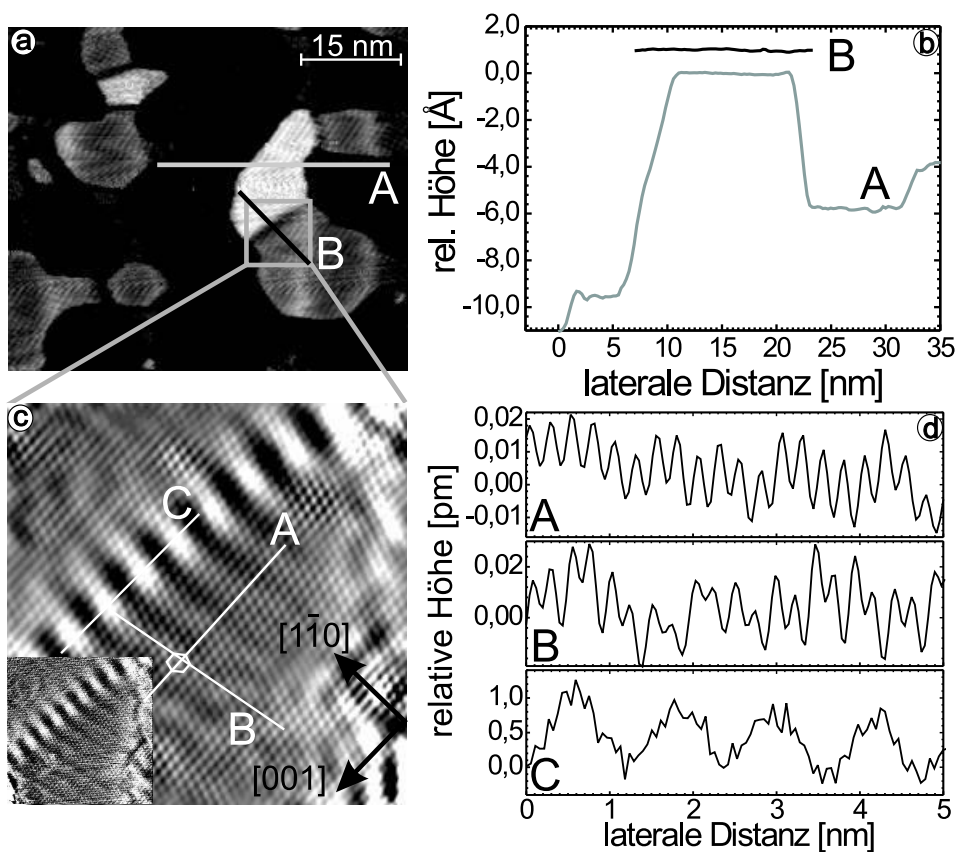 a
15 nm
A
B
b
2,0
0,0
-2,0
-4,0
-6,0
-8,0
-10,0
rel. Höhe [Å]
B
A
0 5 10 15 20 25 30 35
laterale Distanz [nm]
c
C
A
B
[11̄0]
[001]
d
relative Höhe [pm]
0,02
0,00
-0,01
A
0,02
0,00
B
1,0
0,5
0,0
C
0 1 2 3 4 5
laterale Distanz [nm]